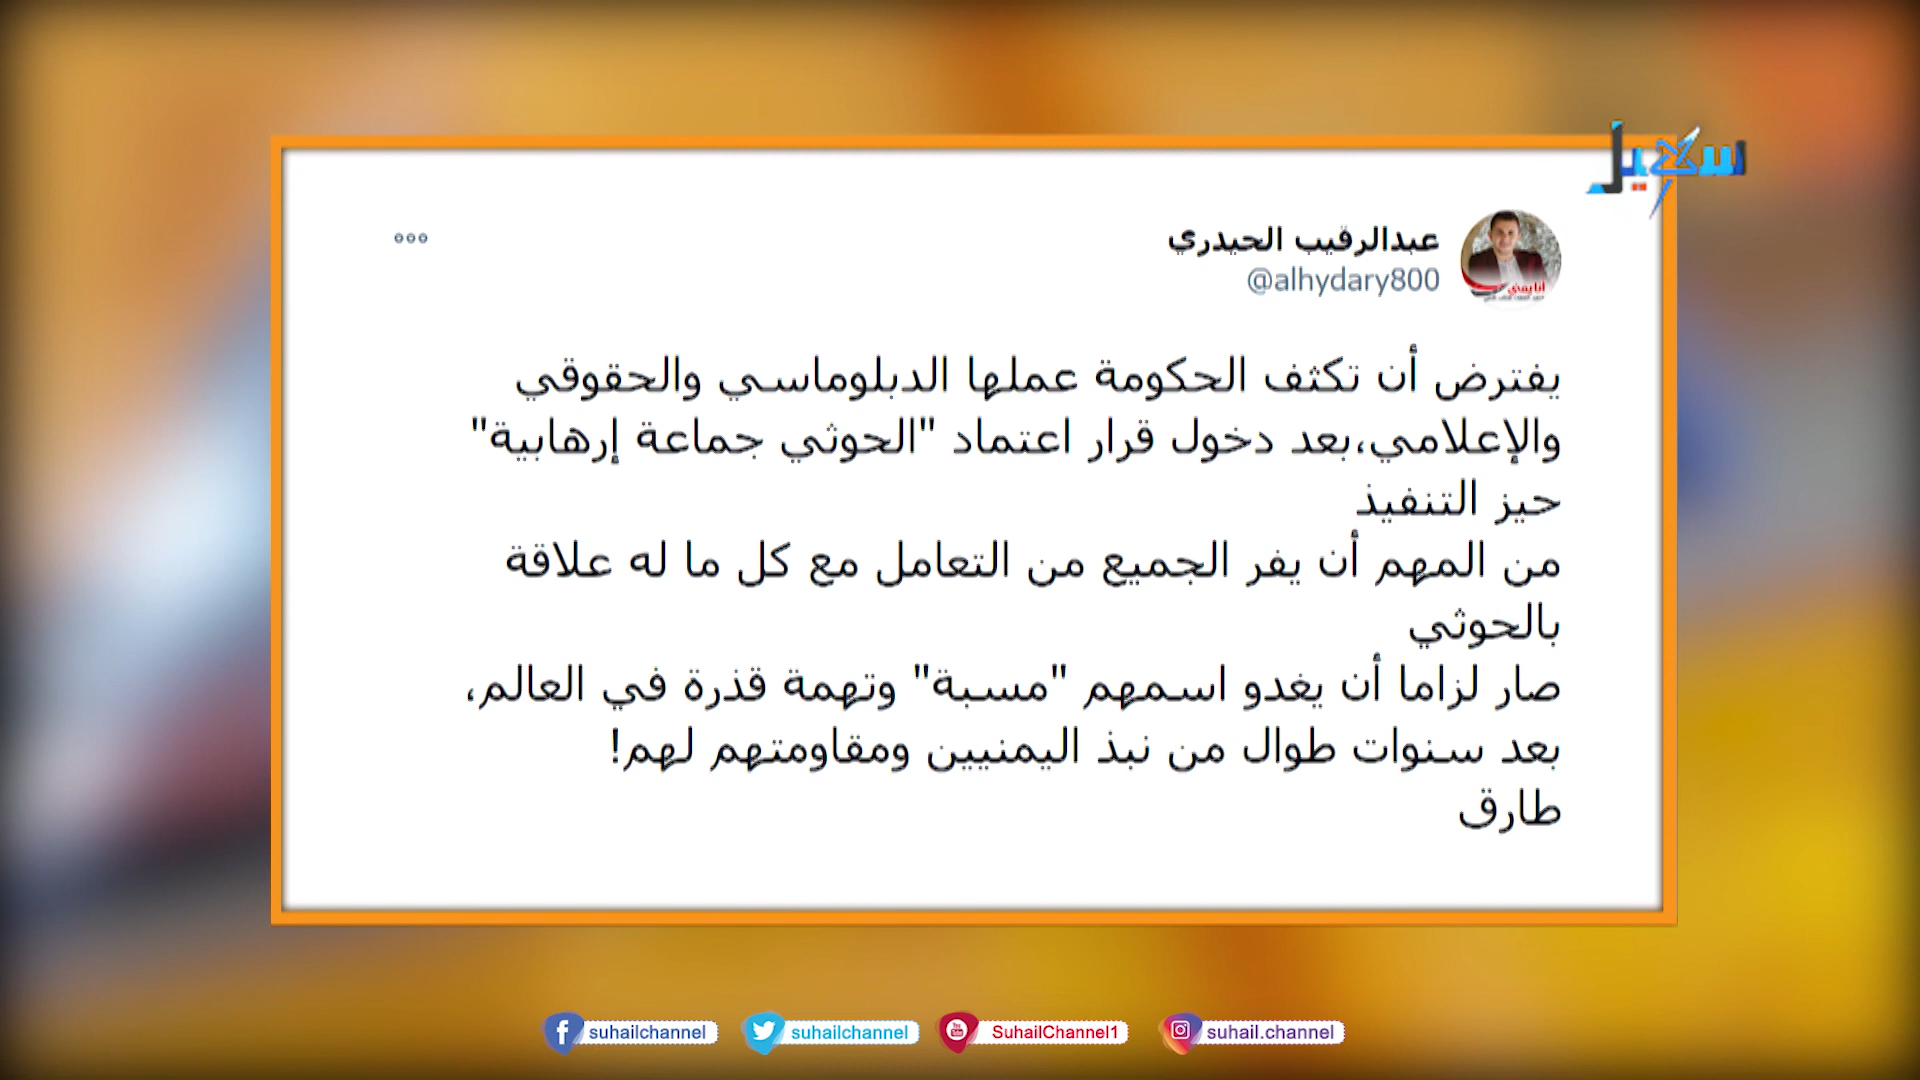 سهيل
عبدالرقيب الحيدري
@alhydary800
أنا يمني
يفترض أن تكثف الحكومة عملها الدبلوماسي والحقوقي
والإعلامي،بعد دخول قرار اعتماد "الحوثي جماعة إرهابية"
حيز التنفيذ
من المهم أن يفر الجميع من التعامل مع كل ما له علاقة
بالحوثي
صار لزاما أن يغدو اسمهم "مسبة" وتهمة قذرة في العالم،
بعد سنوات طوال من نبذ اليمنيين ومقاومتهم لهم!
طارق
suhailchannel
suhailchannel
SuhailChannel1
suhail.channel